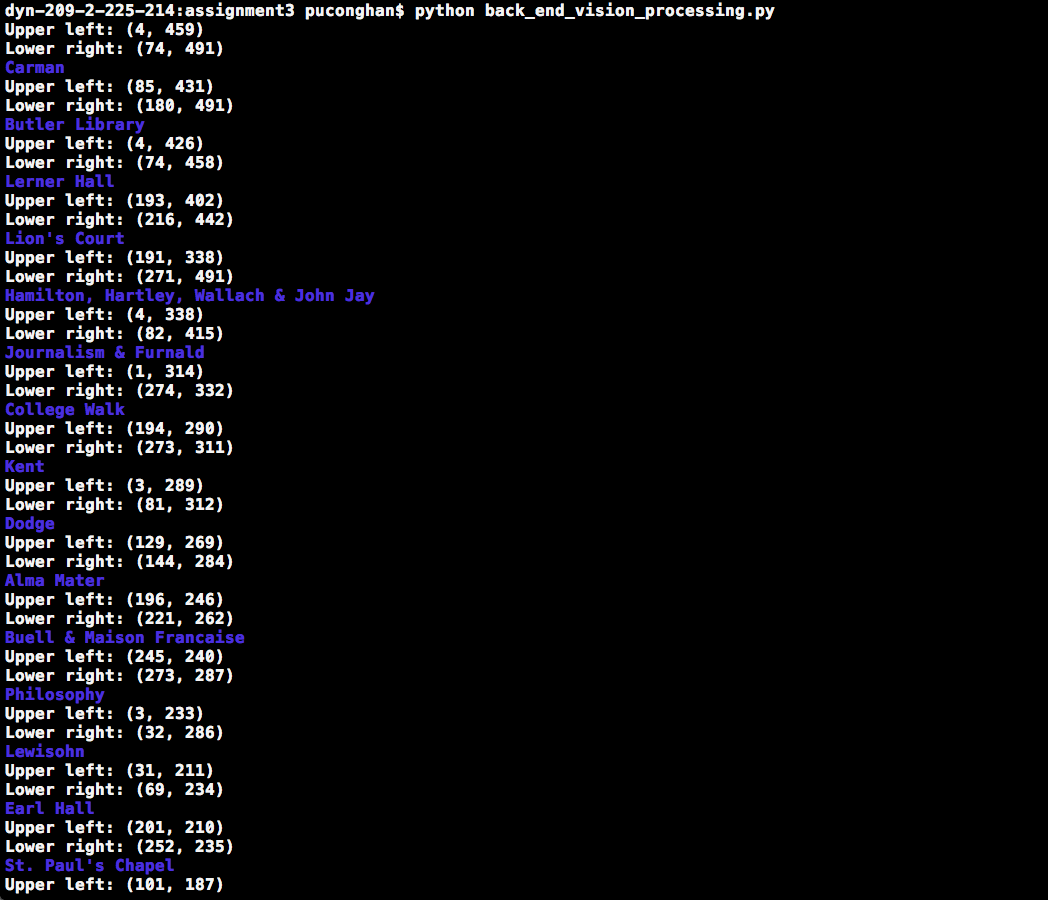 dyn-209-2-225-214:assignment3 puconghan$ python back_end_vision_processing.py
Upper left: (4, 459)
Lower right: (74, 491)
Carman
Upper left: (85, 431)
Lower right: (180, 491)
Butler Library
Upper left: (4, 426)
Lower right: (74, 458)
Lerner Hall
Upper left: (193, 402)
Lower right: (216, 442)
Lion's Court
Upper left: (191, 338)
Lower right: (271, 491)
Hamilton, Hartley, Wallach & John Jay
Upper left: (4, 338)
Lower right: (82, 415)
Journalism & Furnald
Upper left: (1, 314)
Lower right: (274, 332)
College Walk
Upper left: (194, 290)
Lower right: (273, 311)
Kent
Upper left: (3, 289)
Lower right: (81, 312)
Dodge
Upper left: (129, 269)
Lower right: (144, 284)
Alma Mater
Upper left: (196, 246)
Lower right: (221, 262)
Buell & Maison Francaise
Upper left: (245, 240)
Lower right: (273, 287)
Philosophy
Upper left: (3, 233)
Lower right: (32, 286)
Lewisohn
Upper left: (31, 211)
Lower right: (69, 234)
Earl Hall
Upper left: (201, 210)
Lower right: (252, 235)
St. Paul's Chapel
Upper left: (101, 187)